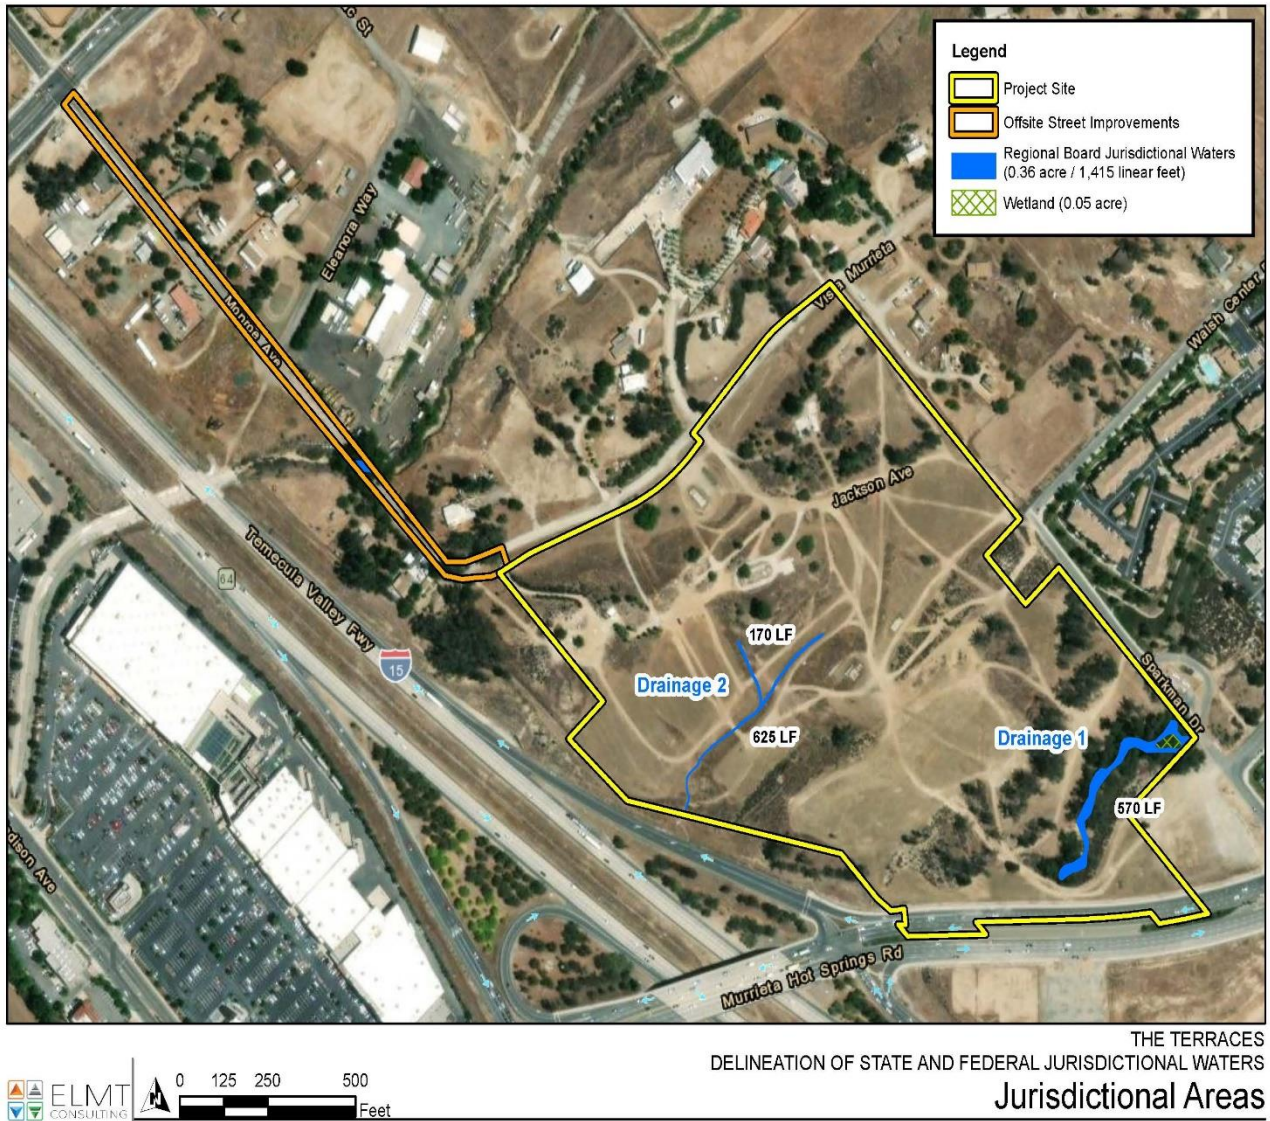 Legend
Project Site
Offsite Street Improvements
Regional Board Jurisdictional Waters
(0.36 acre / 1,415 linear feet)
Wetland (0.05 acre)
Eleanora Way
Monroe Ave
Vista Murrieta
Walsh Center
Jackson Ave
Temecula Valley Fwy
64
15
170 LF
Drainage 2
625 LF
Sparkman Dr
Drainage 1
570 LF
Murrieta Hot Springs Rd
dison Ave
THE TERRACES
DELINEATION OF STATE AND FEDERAL JURISDICTIONAL WATERS
Jurisdictional Areas
ELMT
CONSULTING
N
0 125 250 500
Feet